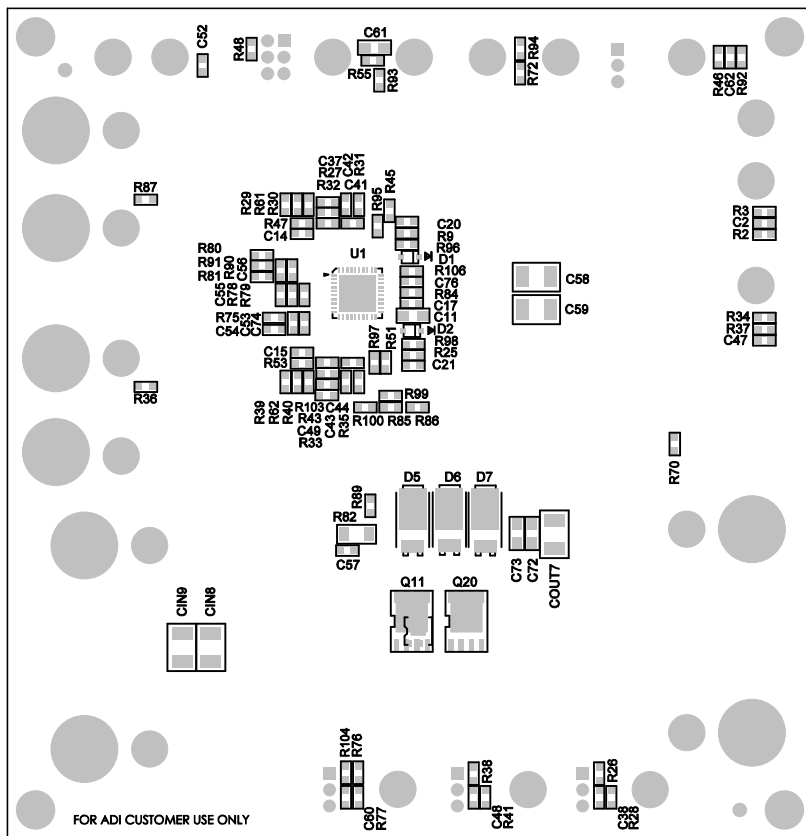 C52
R48
C61
R55
R93
R94
R72
R46
C62
R92
R87
R29
R61
R30
C37
R27
R32
C42
R31
C41
R47
C14
R95
R45
C20
R9
R96
D1
R3
C2
R2
R80
R91
R81
R90
C56
C55
R78
R79
U1
R106
C76
R84
C17
C11
D2
R98
R25
C21
C58
C59
R75
C54
C53
C74
R34
R37
C47
C15
R53
R97
R51
R36
R39
R62
R40
R103
R43
C49
R33
C44
C43
R35
R99
R100
R85
R86
R70
D5
D6
D7
R89
R82
C57
C73
C72
COUT7
Q11
Q20
CIN9
CIN8
R104
R76
C60
R77
R38
C48
R41
R26
C38
R28
FOR ADI CUSTOMER USE ONLY